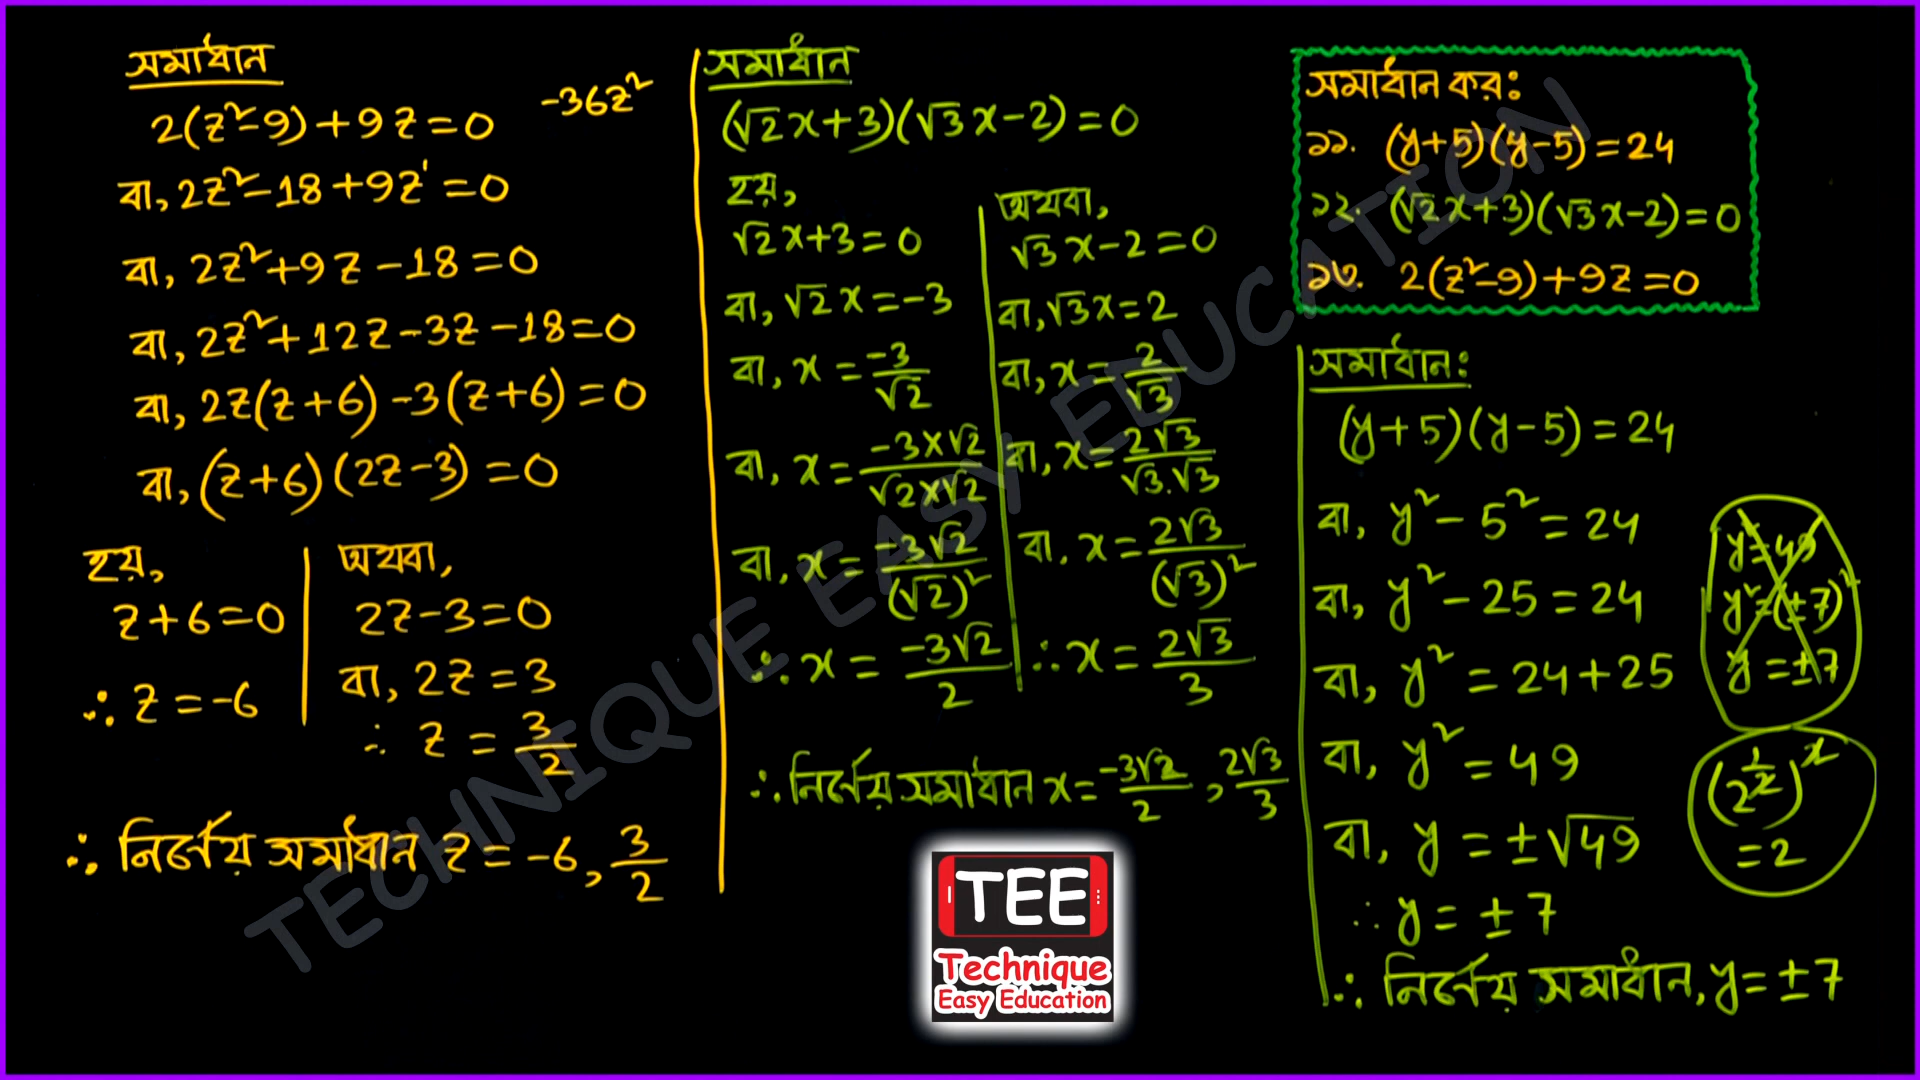 সমাধান
2(z²-9)+9z=0
-36z²
বা, 2z²-18+9z'=0
বা, 2z²+9z-18=0
বা, 2z²+12z-3z-18=0
বা, 2z(z+6)-3(z+6)=0
বা, (z+6)(2z-3)=0
হয়,
z+6=0
∴ z=-6
অথবা,
2z-3=0
বা, 2z=3
∴ z=3/2
∴ নির্ণেয় সমাধান z=-6, 3/2
সমাধান
(√2x+3)(√3x-2)=0
হয়,
√2x+3=0
বা, √2x=-3
বা, x=-3/√2
বা, x=-3×√2/√2×√2
বা, x=-3√2/(√2)²
∴ x=-3√2/2
অথবা,
√3x-2=0
বা, √3x=2
বা, x=2/√3
বা, x=2√3/√3.√3
বা. x=2√3/(√3)²
∴ x=2√3/3
∴ নির্ণেয় সমাধান x=-3√2/2, 2√3/3
সমাধান কর:
১১. (y+5)(y-5)=24
১২. (√2x+3)(√3x-2)=0
১৩. 2(z²-9)+9z=0
সমাধান:
(y+5)(y-5)=24
বা, y²-5²=24
বা, y²-25=24
বা, y²=24+25
বা, y²=49
বা, y=±√49
∴ y=±7
∴ নির্ণেয় সমাধান, y=±7
y²=49
y²=(±7)²
y=±7
(2^(1/x))^x
=2
TEE
Technique
Easy Education
TECHNIQUE EASY EDUCATION